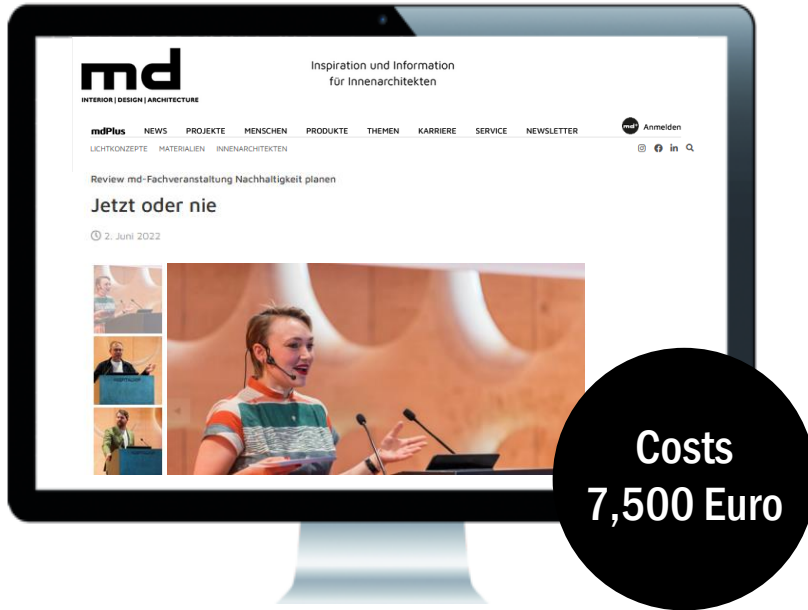 md
INTERIOR | DESIGN | ARCHITECTURE
Inspiration und Information
für Innenarchitekten
mdPlus NEWS PROJEKTE MENSCHEN PRODUKTE THEMEN KARRIERE SERVICE NEWSLETTER md+ Anmelden
LICHTKONZEPTE MATERIALIEN INNENARCHITEKTEN
Review md-Fachveranstaltung Nachhaltigkeit planen
Jetzt oder nie
2. Juni 2022
Costs
7,500 Euro